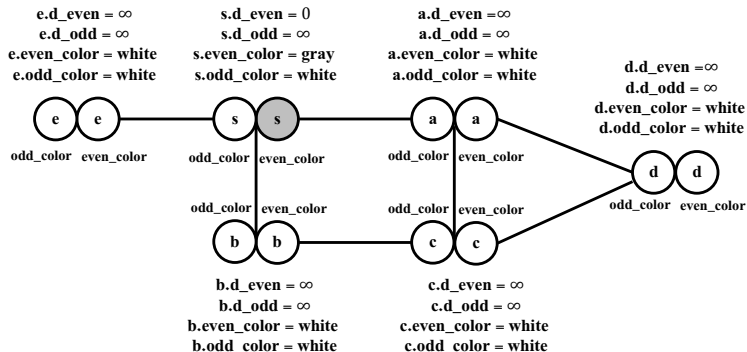 e.d_even = ∞
e.d_odd = ∞
e.even_color = white
e.odd_color = white
s.d_even = 0
s.d_odd = ∞
s.even_color = gray
s.odd_color = white
a.d_even =∞
a.d_odd = ∞
a.even_color = white
a.odd_color = white
d.d_even =∞
d.d_odd = ∞
d.even_color = white
d.odd_color = white
e e
s s
a a
odd_color even_color
odd_color even_color
odd_color even_color
d d
odd_color even_color
odd_color even_color
odd_color even_color
b b
c c
b.d_even = ∞
b.d_odd = ∞
b.even_color = white
b.odd_color = white
c.d_even = ∞
c.d_odd = ∞
c.even_color = white
c.odd_color = white